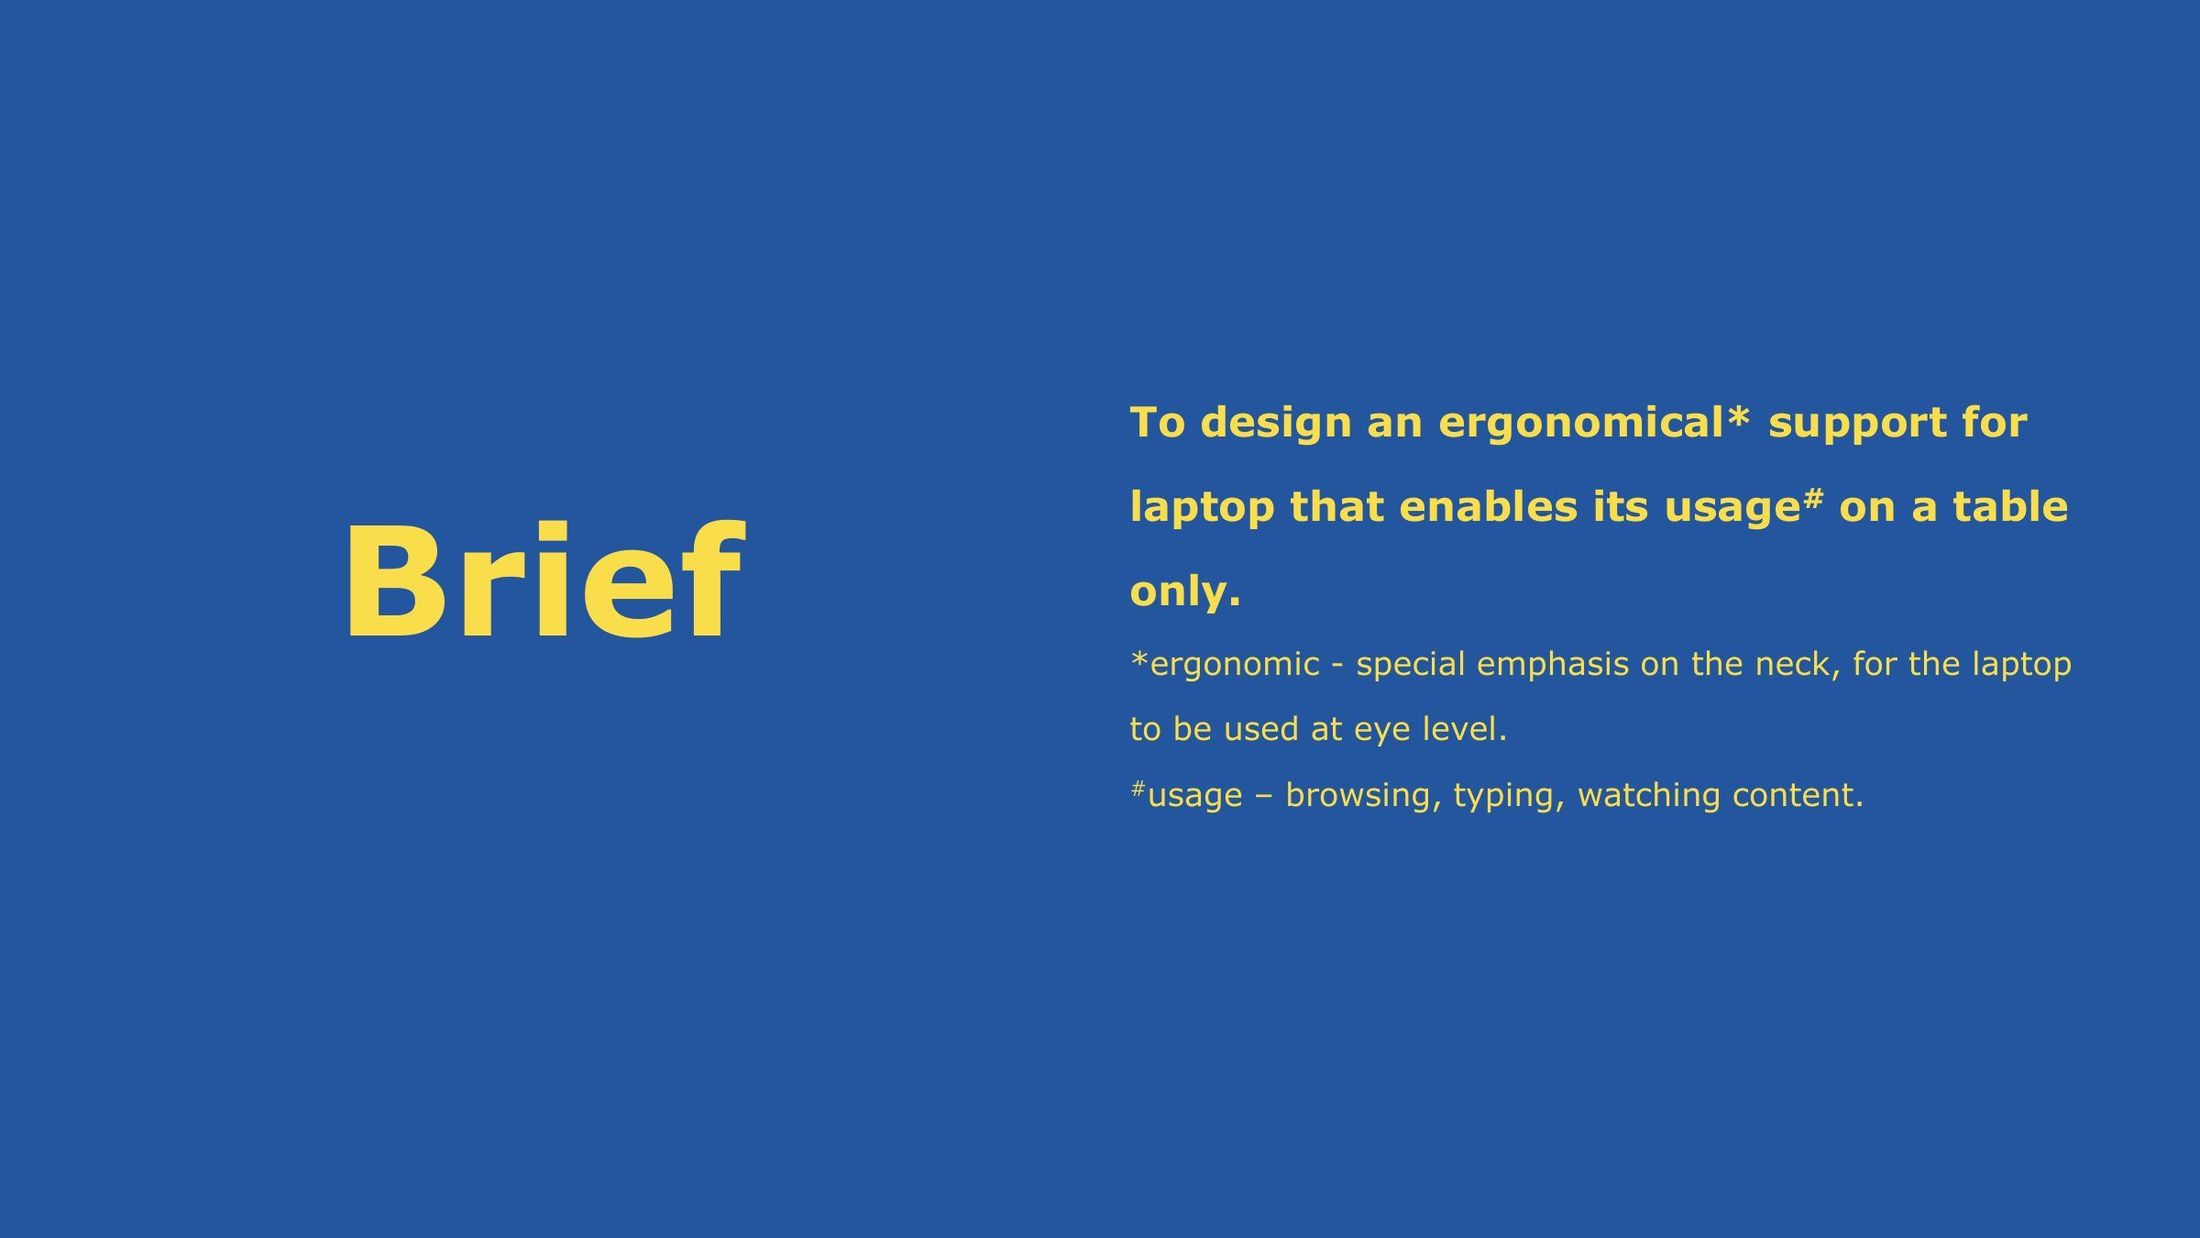 Brief
To design an ergonomical* support for
laptop that enables its usage# on a table
only.
*ergonomic - special emphasis on the neck, for the laptop
to be used at eye level.
#usage – browsing, typing, watching content.